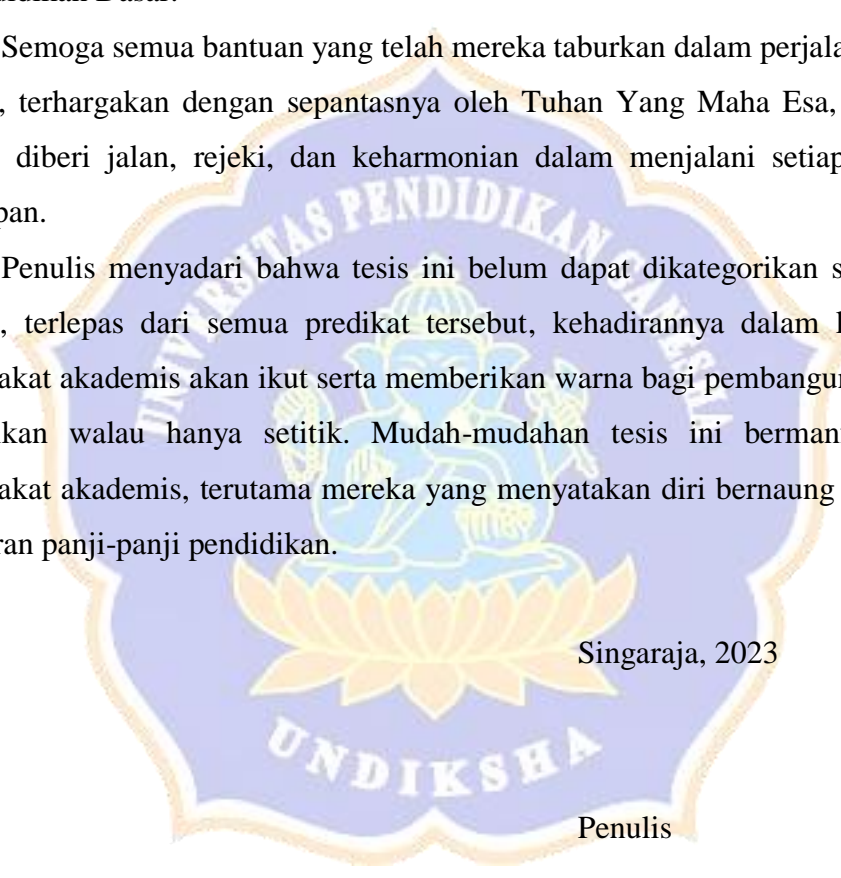 didikan Dasar.
Semoga semua bantuan yang telah mereka taburkan dalam perjala
, terhargakan dengan sepantasnya oleh Tuhan Yang Maha Esa,
diberi jalan, rejeki, dan keharmonian dalam menjalani setiap
pan.
Penulis menyadari bahwa tesis ini belum dapat dikategorikan s
, terlepas dari semua predikat tersebut, kehadirannya dalam
akat akademis akan ikut serta memberikan warna bagi pembangu
ikan walau hanya setitik. Mudah-mudahan tesis ini berman
akat akademis, terutama mereka yang menyatakan diri bernaung
ran panji-panji pendidikan.
Singaraja, 2023
Penulis
UNIVERSITAS PENDIDIKAN GANESHA
UNDIKSHA